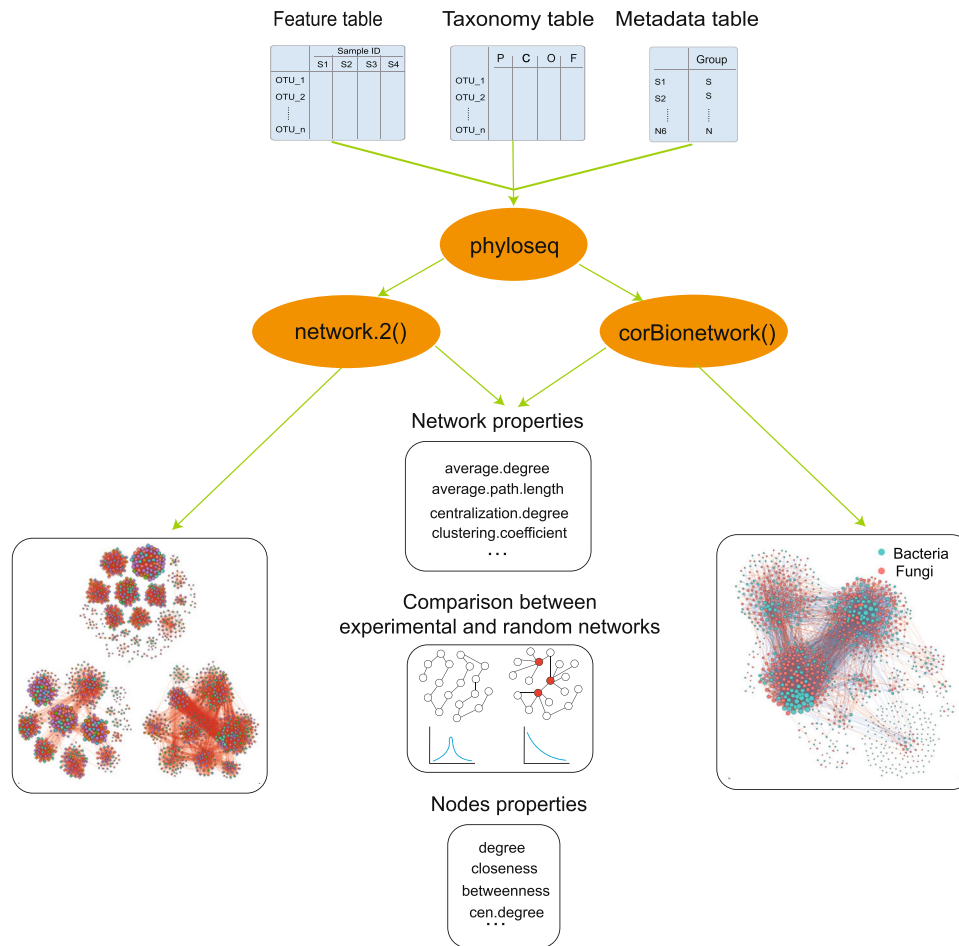 Feature table
Taxonomy table
Metadata table
Sample ID
S1 S2 S3 S4
OTU_1
OTU_2
OTU_n
P C O F
OTU_1
OTU_2
OTU_n
Group
S1 S
S2 S
N6 N
phyloseq
network.2()
corBionetwork()
Network properties
average.degree
average.path.length
centralization.degree
clustering.coefficient
...
Bacteria
Fungi
Comparison between
experimental and random networks
Nodes properties
degree
closeness
betweenness
cen.degree
...